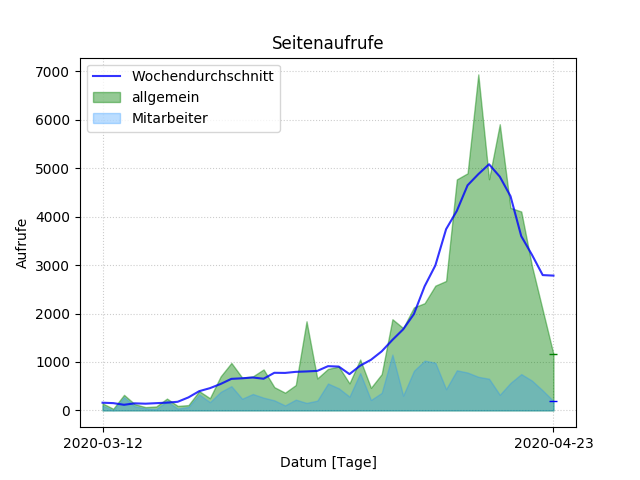 Seitenaufrufe
Wochendurchschnitt
allgemein
Mitarbeiter
7000
6000
5000
4000
3000
2000
1000
0
Aufrufe
2020-03-12
2020-04-23
Datum [Tage]